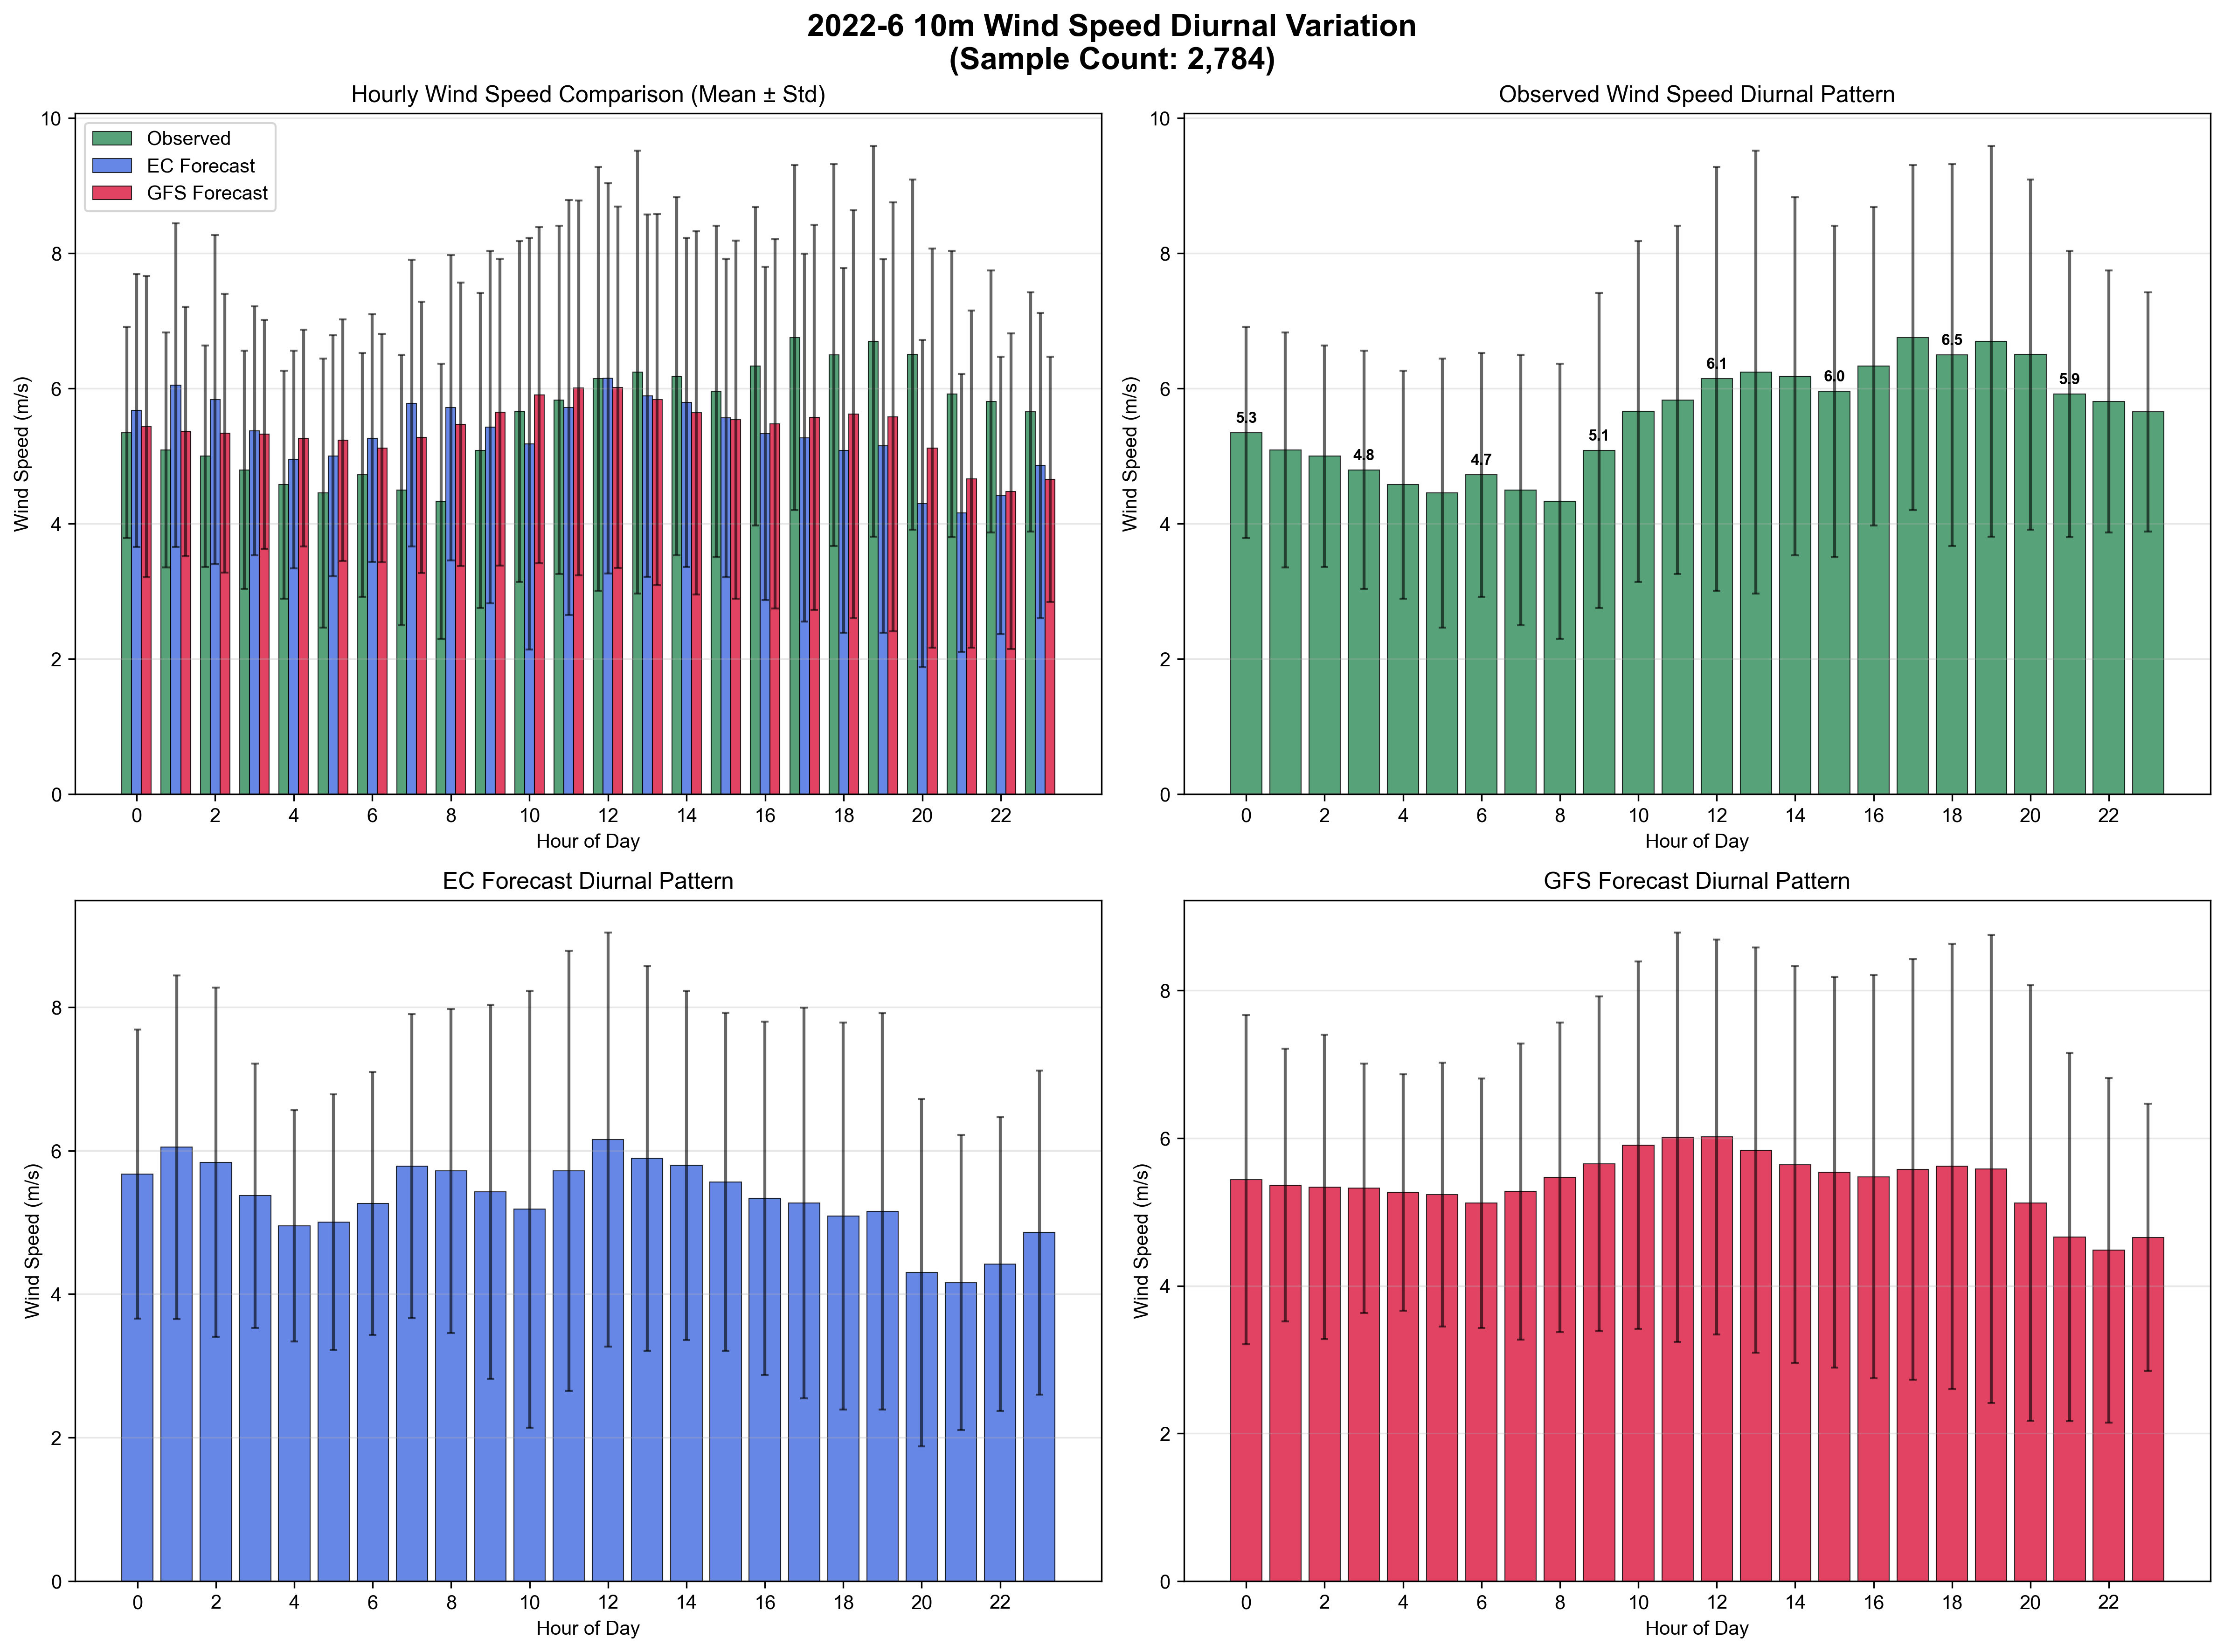 2022-6 10m Wind Speed Diurnal Variation
(Sample Count: 2,784)
Hourly Wind Speed Comparison (Mean ± Std)
Observed
EC Forecast
GFS Forecast
Wind Speed (m/s)
10
8
6
4
2
0
0 2 4 6 8 10 12 14 16 18 20 22
Hour of Day
Observed Wind Speed Diurnal Pattern
Wind Speed (m/s)
10
8
6
4
2
0
5.3 4.8 4.7 5.1 6.1 6.0 6.5 5.9
0 2 4 6 8 10 12 14 16 18 20 22
Hour of Day
EC Forecast Diurnal Pattern
Wind Speed (m/s)
8
6
4
2
0
0 2 4 6 8 10 12 14 16 18 20 22
Hour of Day
GFS Forecast Diurnal Pattern
Wind Speed (m/s)
8
6
4
2
0
0 2 4 6 8 10 12 14 16 18 20 22
Hour of Day